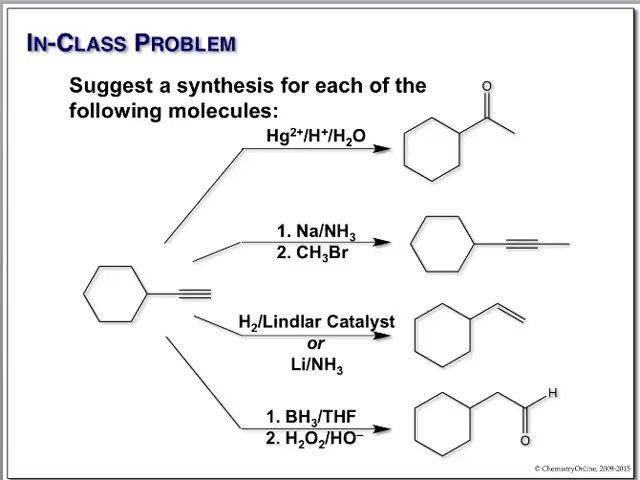 IN-CLASS PROBLEM
Suggest a synthesis for each of the
following molecules:
Hg²⁺/H⁺/H₂O
O
1. Na/NH₃
2. CH₃Br
H₂/Lindlar Catalyst
or
Li/NH₃
1. BH₃/THF
2. H₂O₂/HO⁻
H
O
© ChemistryOnline, 2009-2015